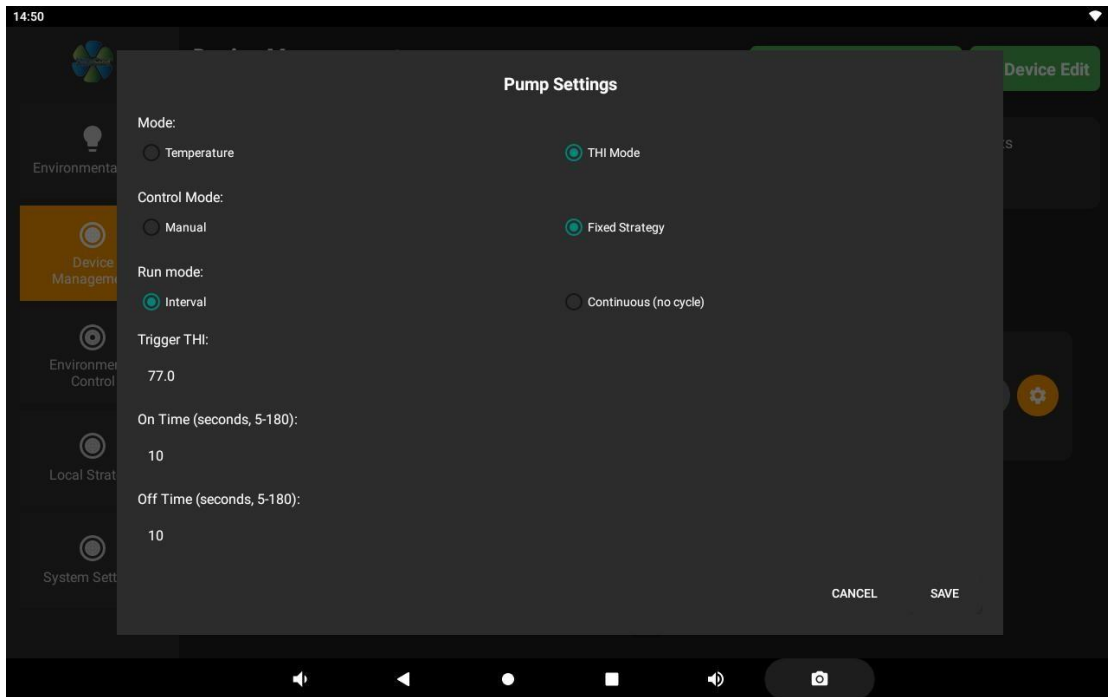 14:50
Device Edit
Pump Settings
Mode:
Temperature
THI Mode
Environmenta
Control Mode:
Manual
Fixed Strategy
Device
Managem
Run mode:
Interval
Continuous (no cycle)
Trigger THI:
77.0
Environme
Control
On Time (seconds, 5-180):
10
Local Strat
Off Time (seconds, 5-180):
10
System Sett
CANCEL
SAVE